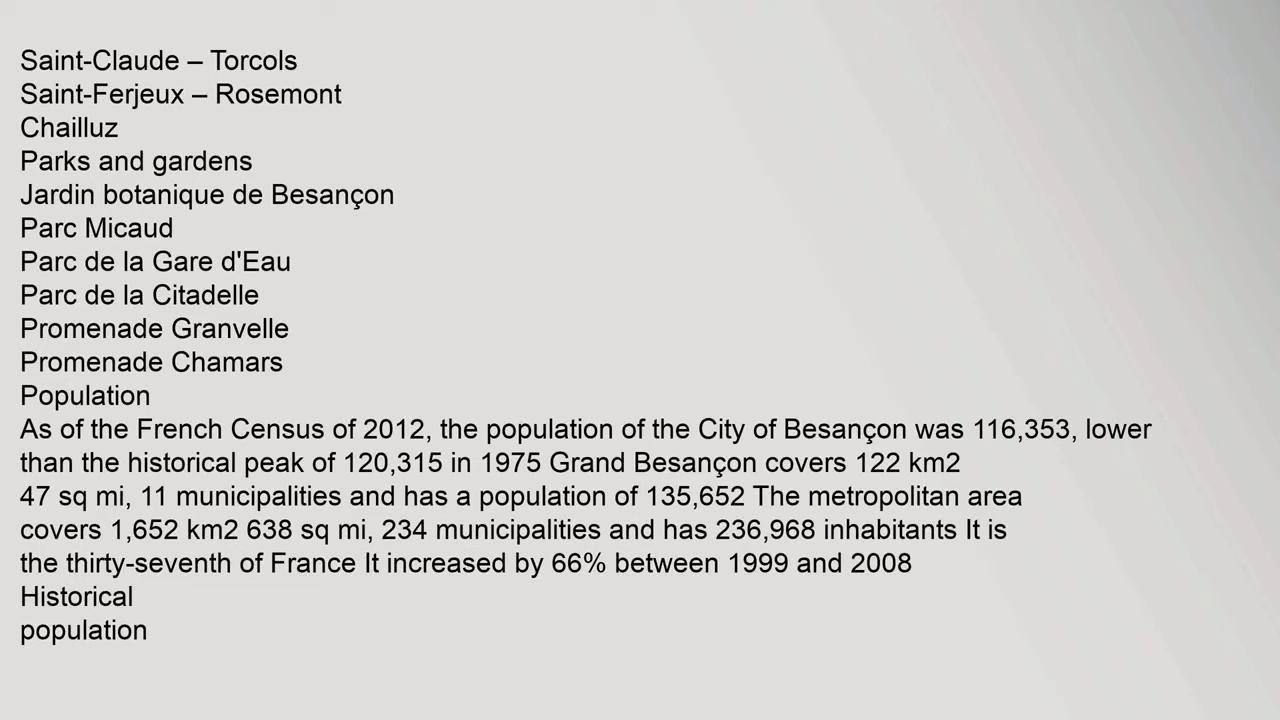 Saint-Claude – Torcols
Saint-Ferjeux – Rosemont
Chailluz
Parks and gardens
Jardin botanique de Besançon
Parc Micaud
Parc de la Gare d'Eau
Parc de la Citadelle
Promenade Granvelle
Promenade Chamars
Population
As of the French Census of 2012, the population of the City of Besançon was 116,353, lower
than the historical peak of 120,315 in 1975 Grand Besançon covers 122 km2
47 sq mi, 11 municipalities and has a population of 135,652 The metropolitan area
covers 1,652 km2 638 sq mi, 234 municipalities and has 236,968 inhabitants It is
the thirty-seventh of France It increased by 66% between 1999 and 2008
Historical
population